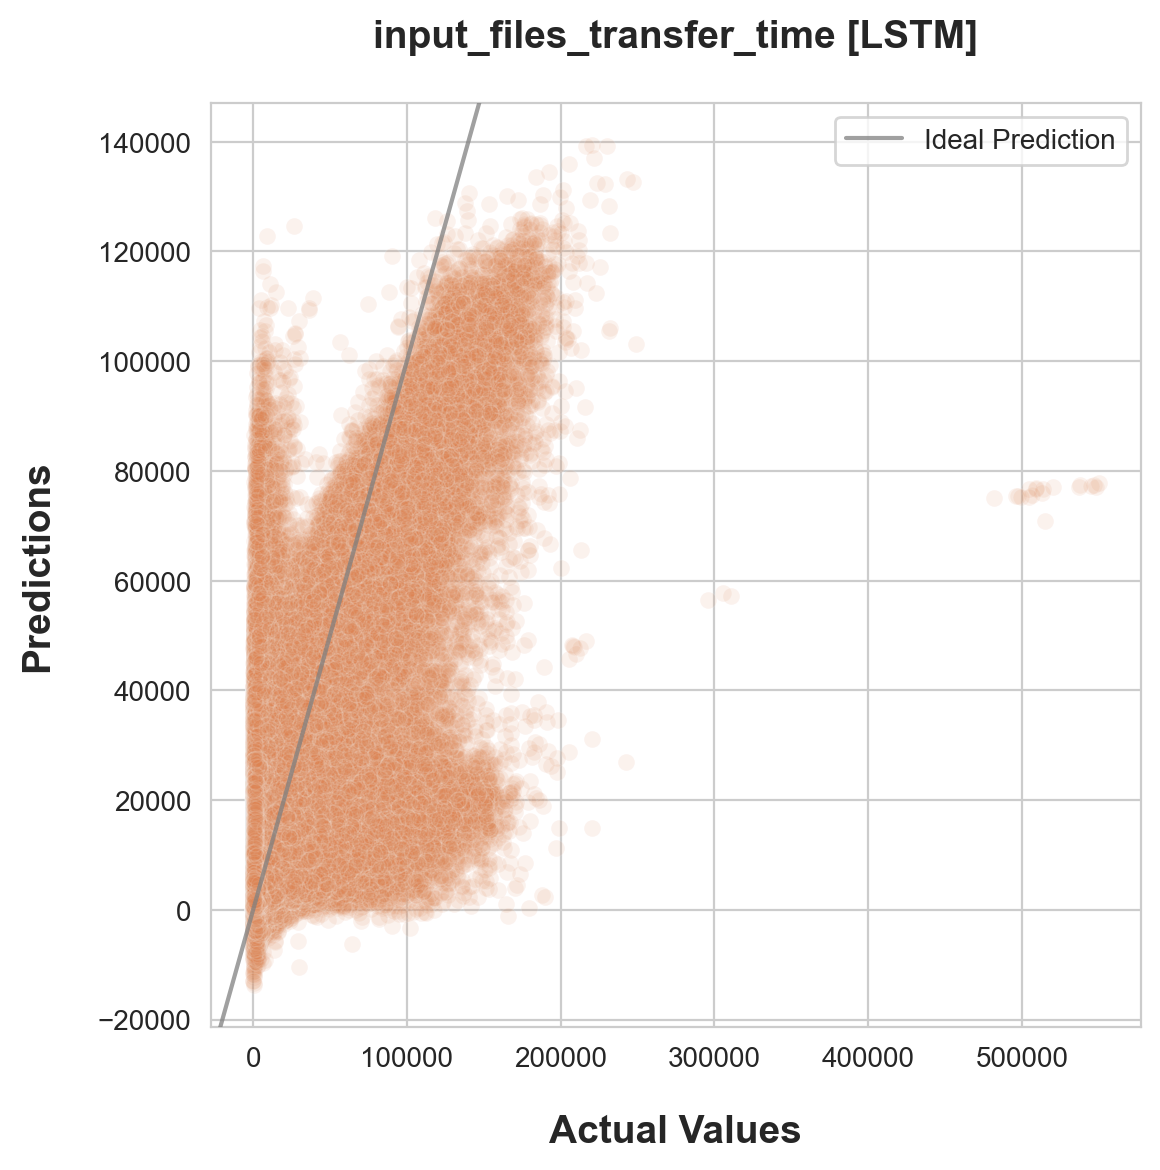 input_files_transfer_time [LSTM]
Ideal Prediction
140000
120000
100000
80000
60000
40000
20000
0
−20000
Predictions
0 100000 200000 300000 400000 500000
Actual Values